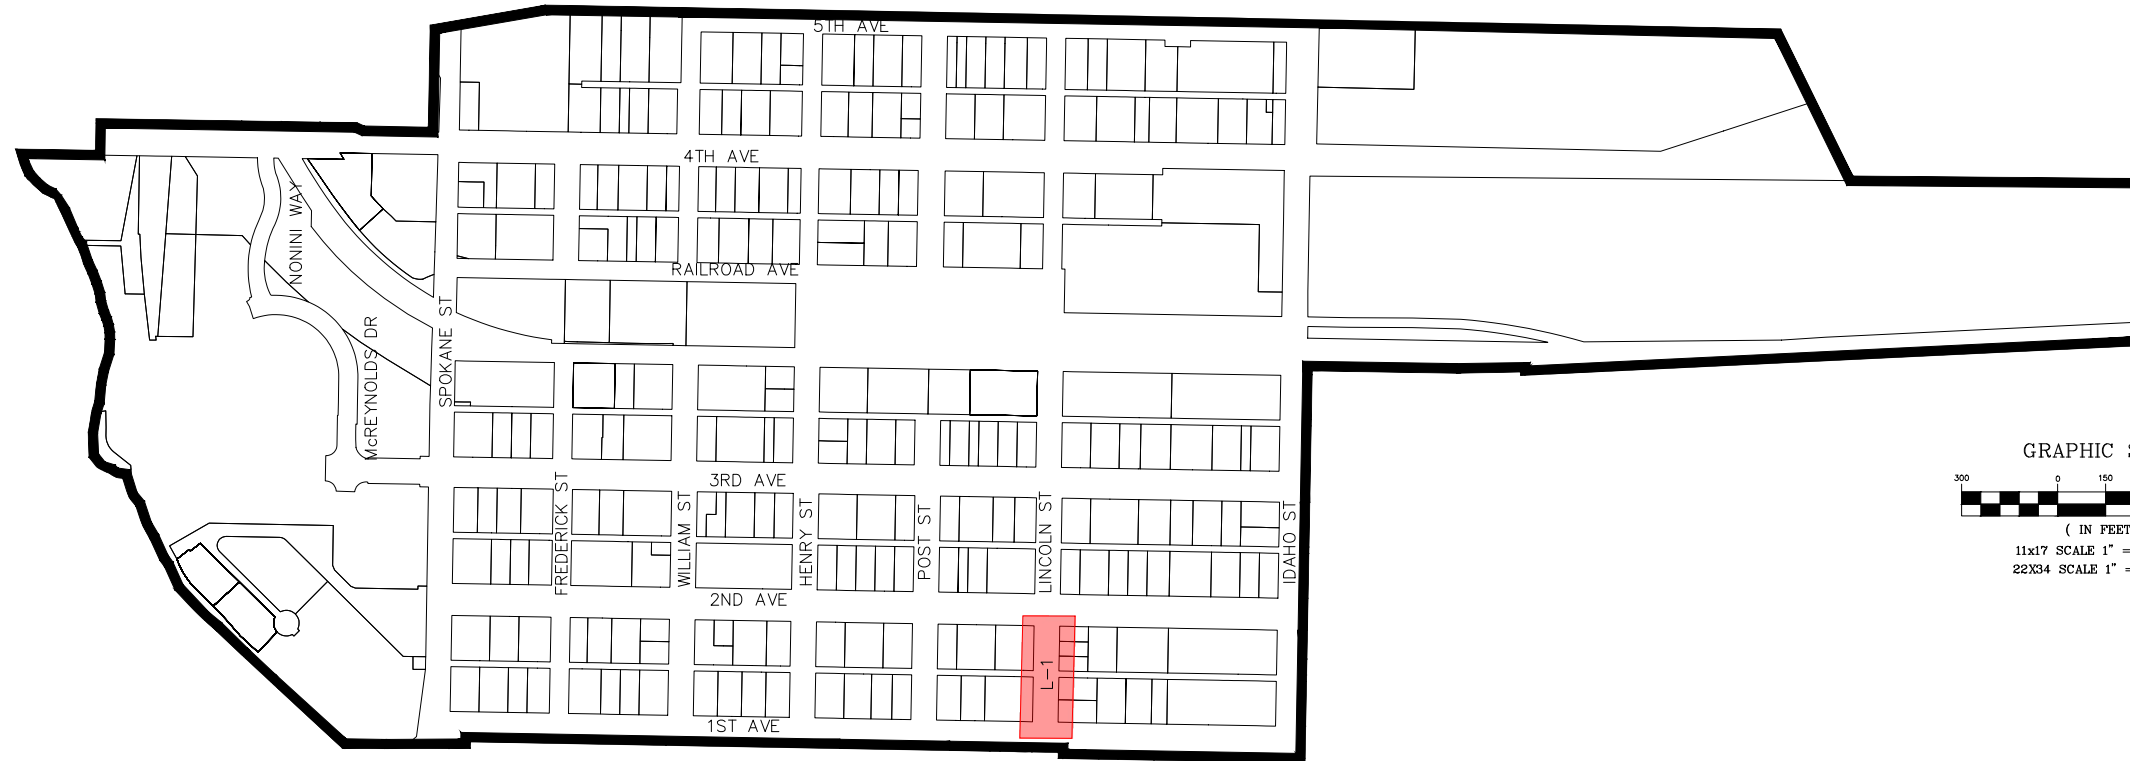 5TH AVE
4TH AVE
NONINI WAY
RAILROAD AVE
SPOKANE ST
McREYNOLDS DR
GRAPHIC
300 0 150
( IN FEET
11x17 SCALE 1" =
22X34 SCALE 1" =
3RD AVE
FREDERICK ST
WILLIAM ST
HENRY ST
POST ST
LINCOLN ST
IDAHO ST
2ND AVE
L-1
1ST AVE